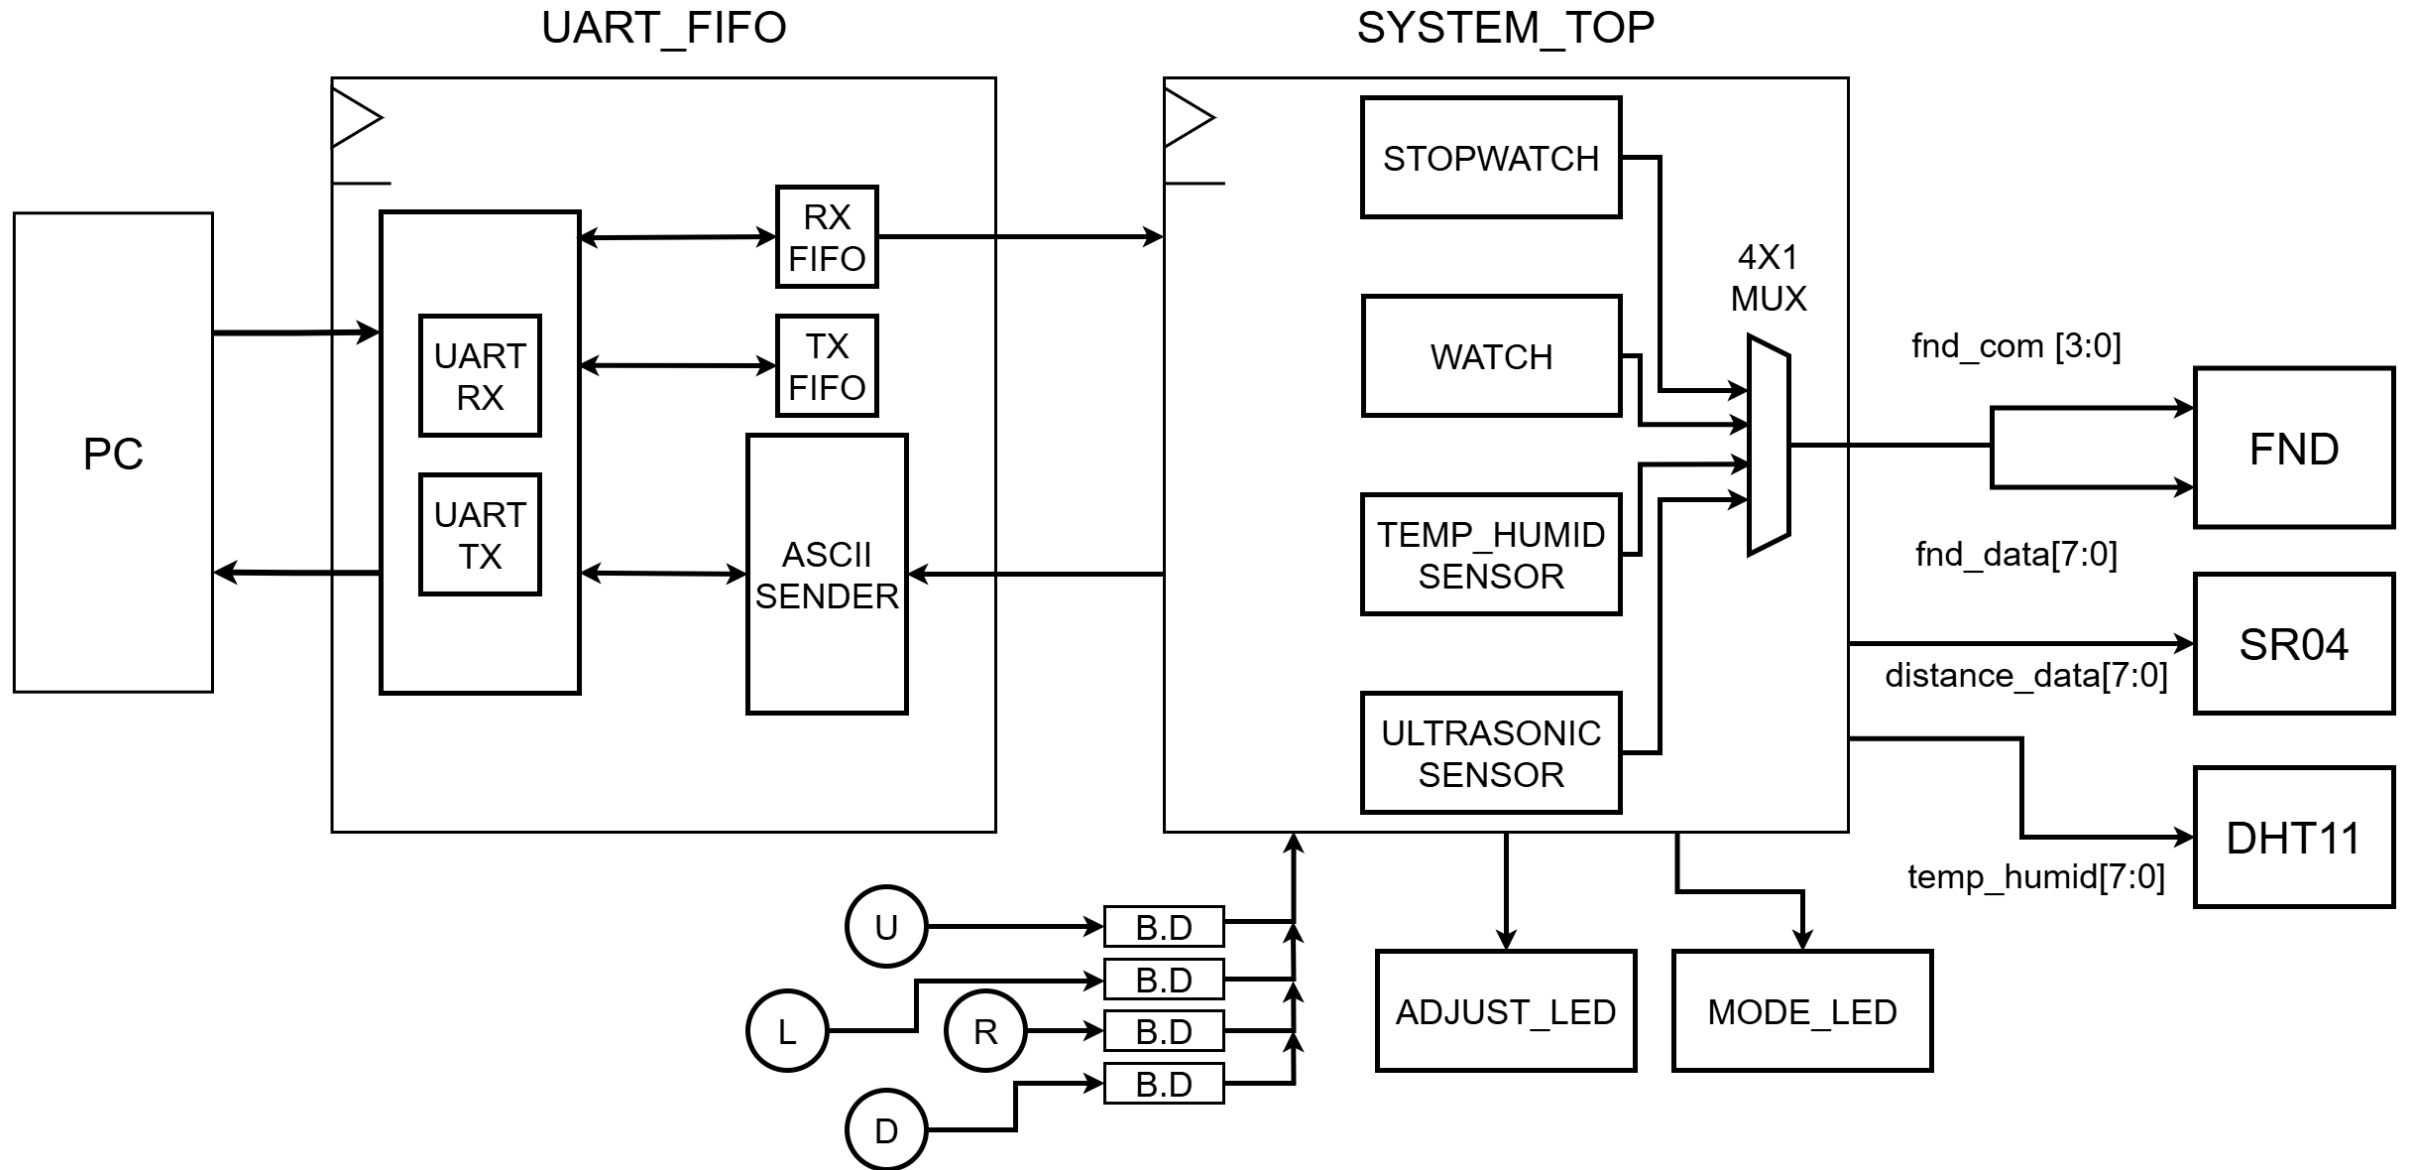 UART_FIFO
SYSTEM_TOP
PC
UART
RX
UART
TX
RX
FIFO
TX
FIFO
ASCII
SENDER
STOPWATCH
WATCH
TEMP_HUMID
SENSOR
ULTRASONIC
SENSOR
4X1
MUX
fnd_com [3:0]
fnd_data[7:0]
FND
distance_data[7:0]
SR04
temp_humid[7:0]
DHT11
U
L
R
D
B.D
B.D
B.D
B.D
ADJUST_LED
MODE_LED